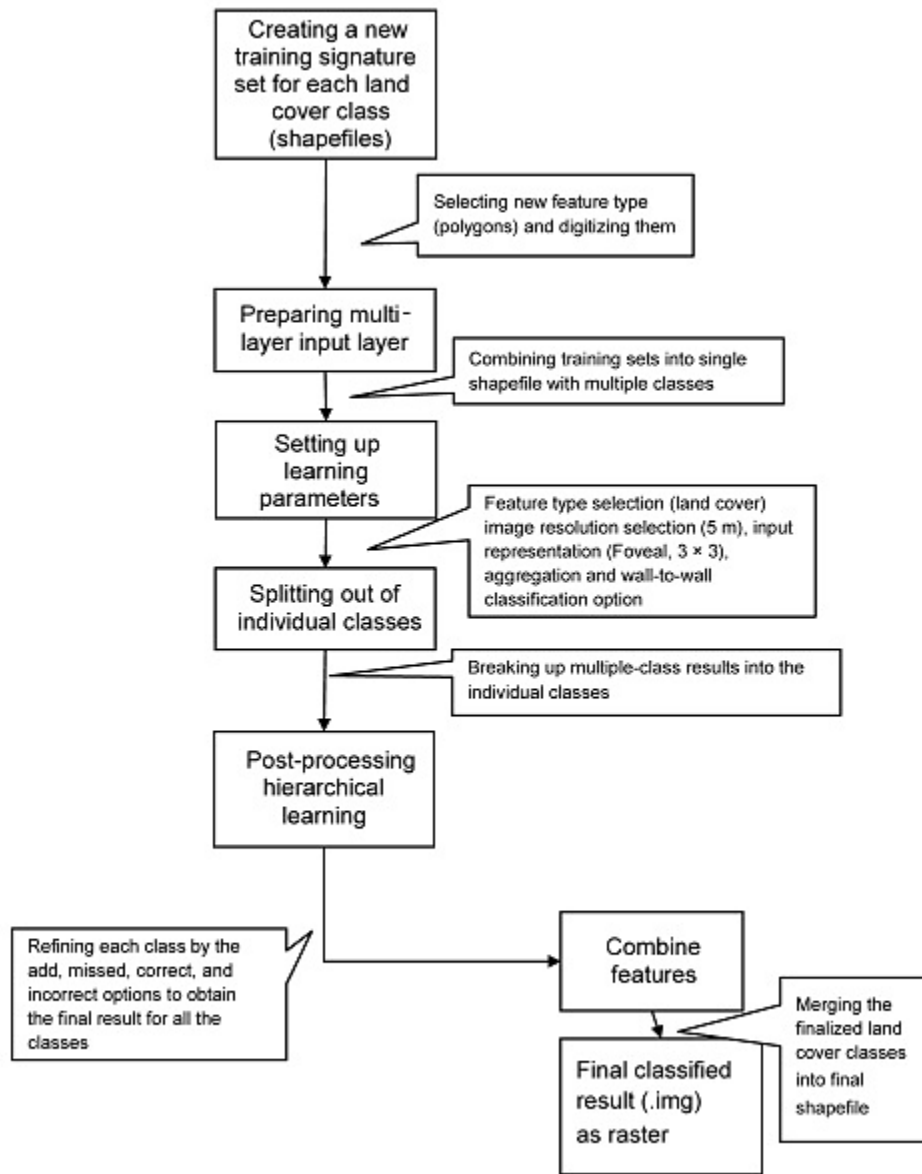 Creating a new
training signature
set for each land
cover class
(shapefiles)
Selecting new feature type
(polygons) and digitizing them
Preparing multi-
layer input layer
Combining training sets into single
shapefile with multiple classes
Setting up
learning
parameters
Feature type selection (land cover)
image resolution selection (5 m), input
representation (Foveal, 3 × 3),
aggregation and wall-to-wall
classification option
Splitting out of
individual classes
Breaking up multiple-class results into the
individual classes
Post-processing
hierarchical
learning
Refining each class by the
add, missed, correct, and
incorrect options to obtain
the final result for all the
classes
Combine
features
Merging the
finalized land
cover classes
into final
shapefile
Final classified
result (.img)
as raster